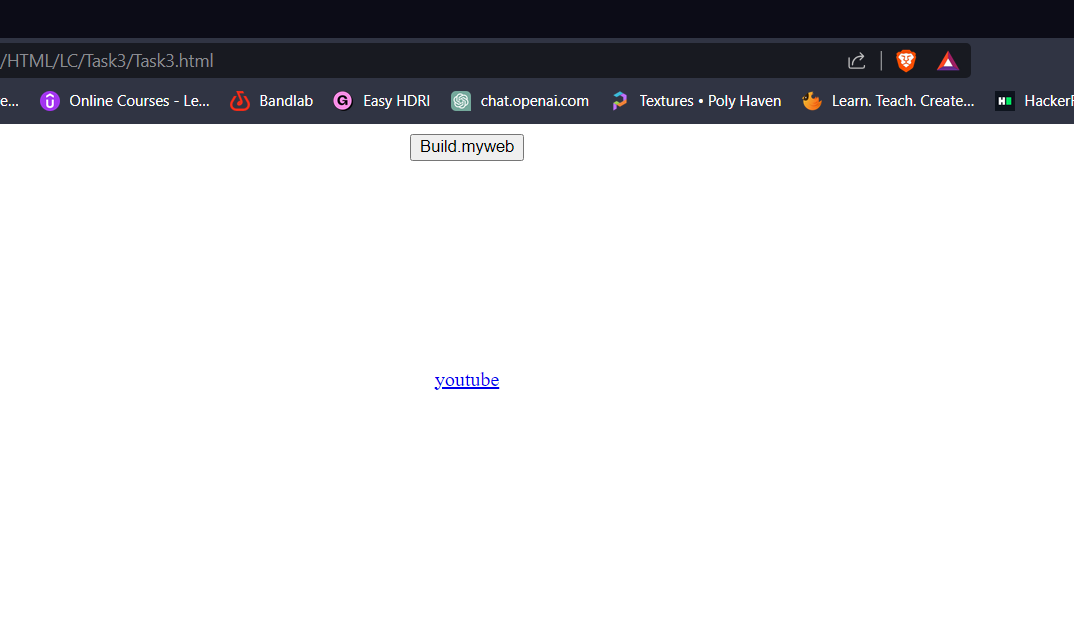 /HTML/LC/Task3/Task3.html
e... Online Courses - Le... Bandlab G Easy HDRI chat.openai.com Textures • Poly Haven Learn. Teach. Create... H HackerR
Build.myweb
youtube